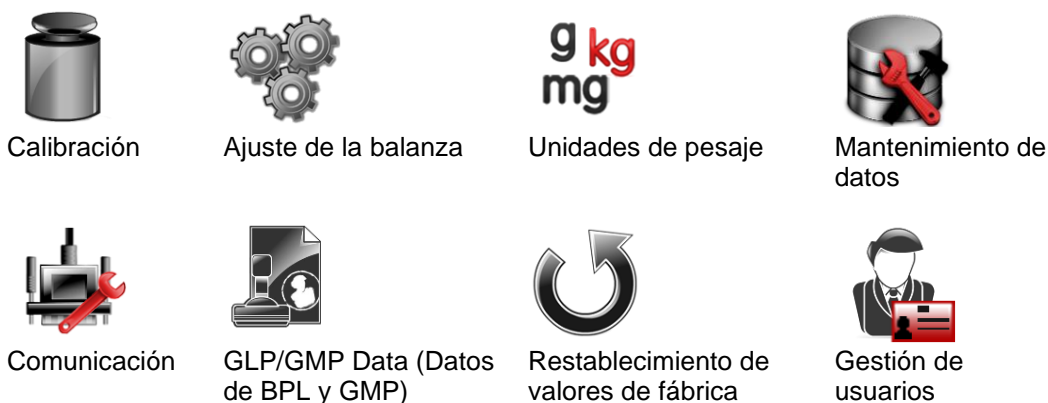 g kg
mg
Calibración
Ajuste de la balanza
Unidades de pesaje
Mantenimiento de
datos
Comunicación
GLP/GMP Data (Datos
de BPL y GMP)
Restablecimiento de
valores de fábrica
Gestión de
usuarios